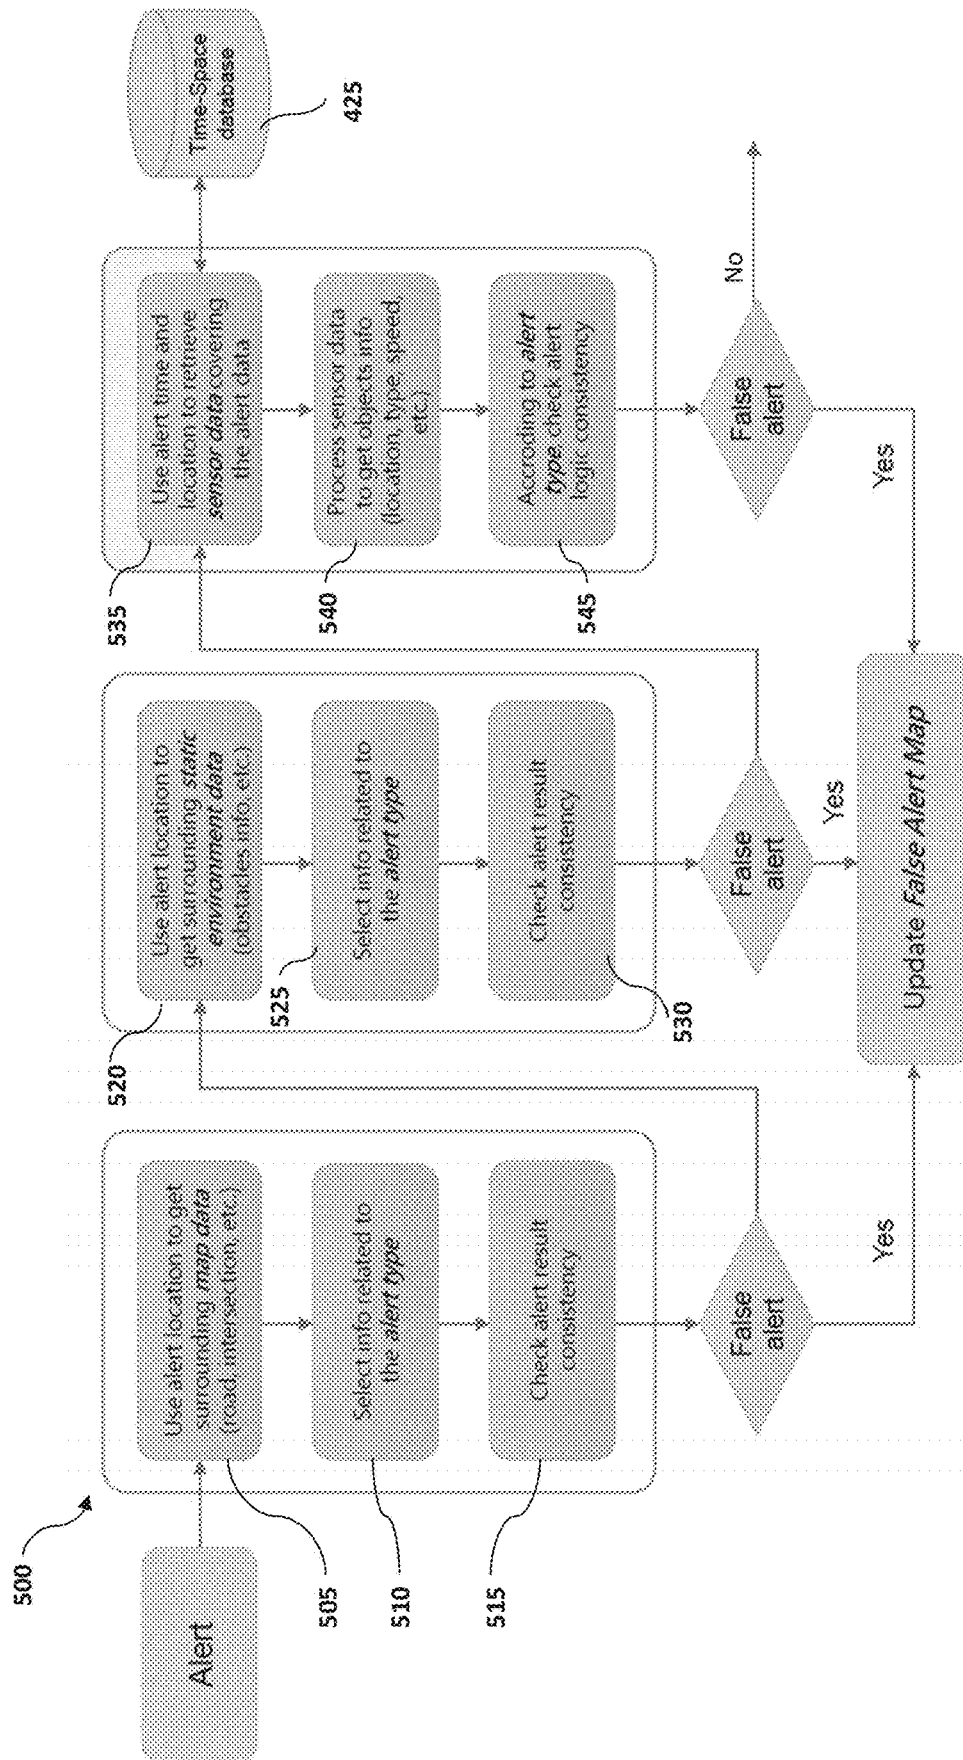 500
Alert
505
Use alert location to get
surrounding map data
(road, intersection, etc.)
510
Select info related to
the alert type
515
Check alert result
consistency
False
alert
Yes
520
Use alert location to
get surrounding static
environment data
(obstacles info, etc.)
525
Select info related to
the alert type
530
Check alert result
consistency
False
alert
Yes
535
Use alert time and
location to retrieve
sensor data covering
the alert data
540
Process sensor data
to get objects info
(location, type, speed,
etc.)
545
Accroding to alert
type check alert
logic consistency
False
alert
No
Yes
Time-Space
database
425
Update False Alert Map